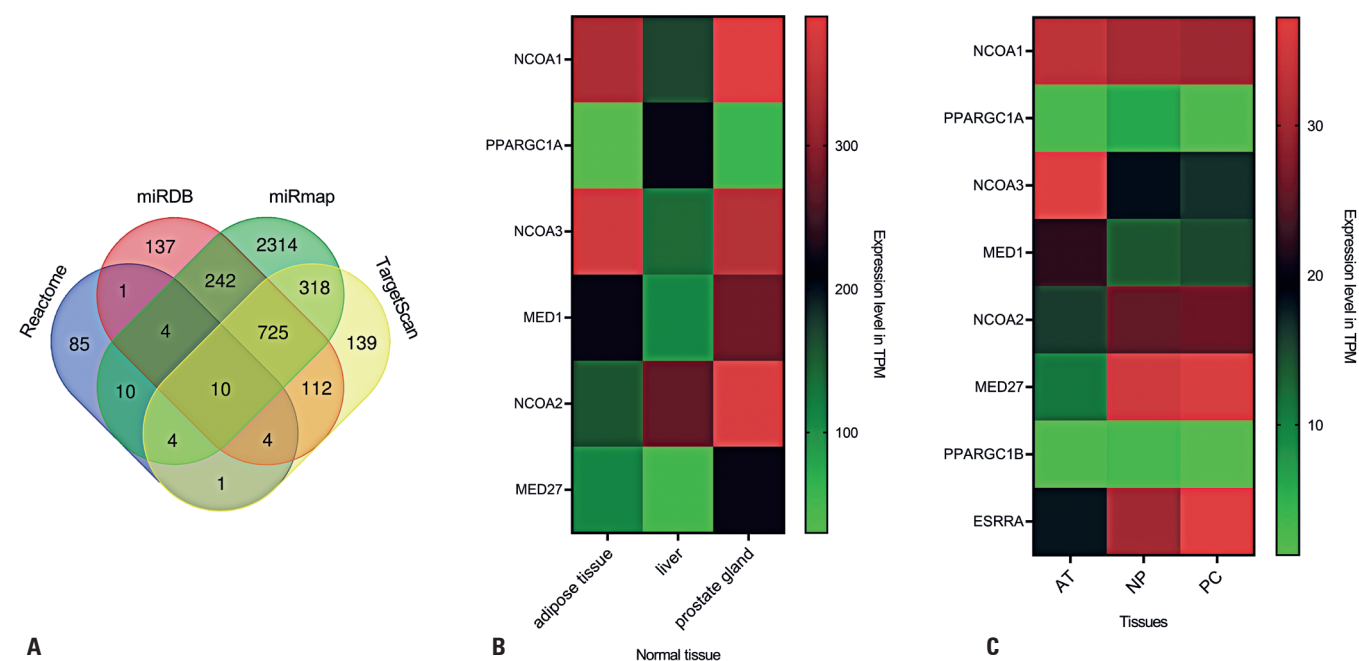 miRDB
miRmap
Reactome
TargetScan
137
2314
1
242
318
85
4
725
139
10
10
112
4
4
1
A
NCOA1
PPARGC1A
NCOA3
MED1
NCOA2
MED27
adipose tissue
liver
prostate gland
Normal tissue
300
200
100
Expression level in TPM
B
NCOA1
PPARGC1A
NCOA3
MED1
NCOA2
MED27
PPARGC1B
ESRRA
AT
NP
PC
Tissues
30
20
10
Expression level in TPM
C